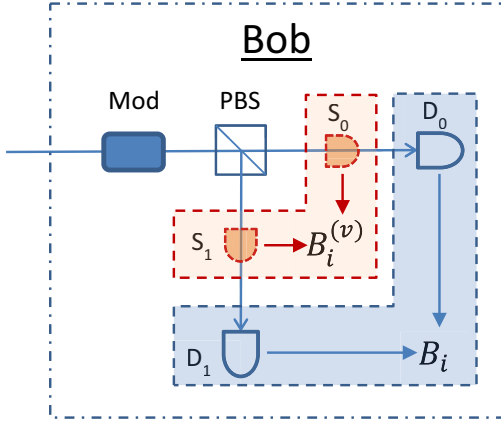 Bob
Mod
PBS
S₀
D₀
S₁
B_i^{(v)}
D₁
B_i